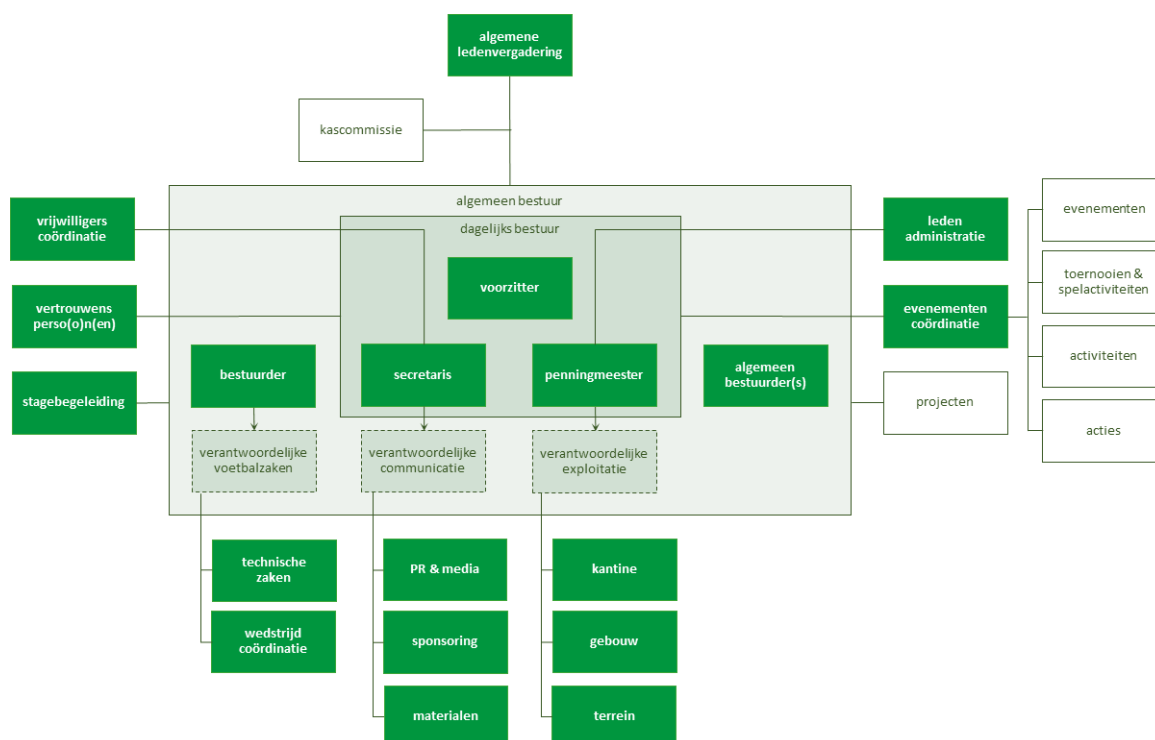 algemene
ledenvergadering
kascommissie
algemeen bestuur
dagelijks bestuur
vrijwilligers
coördinatie
leden
administratie
evenementen
voorzitter
toernooien &
spelactiviteiten
vertrouwens
perso(o)n(en)
evenementen
coördinatie
activiteiten
bestuurder
secretaris
penningmeester
algemeen
bestuurder(s)
stagebegeleiding
projecten
acties
verantwoordelijke
voetbalzaken
verantwoordelijke
communicatie
verantwoordelijke
exploitatie
technische
zaken
PR & media
kantine
wedstrijd
coördinatie
sponsoring
gebouw
materialen
terrein